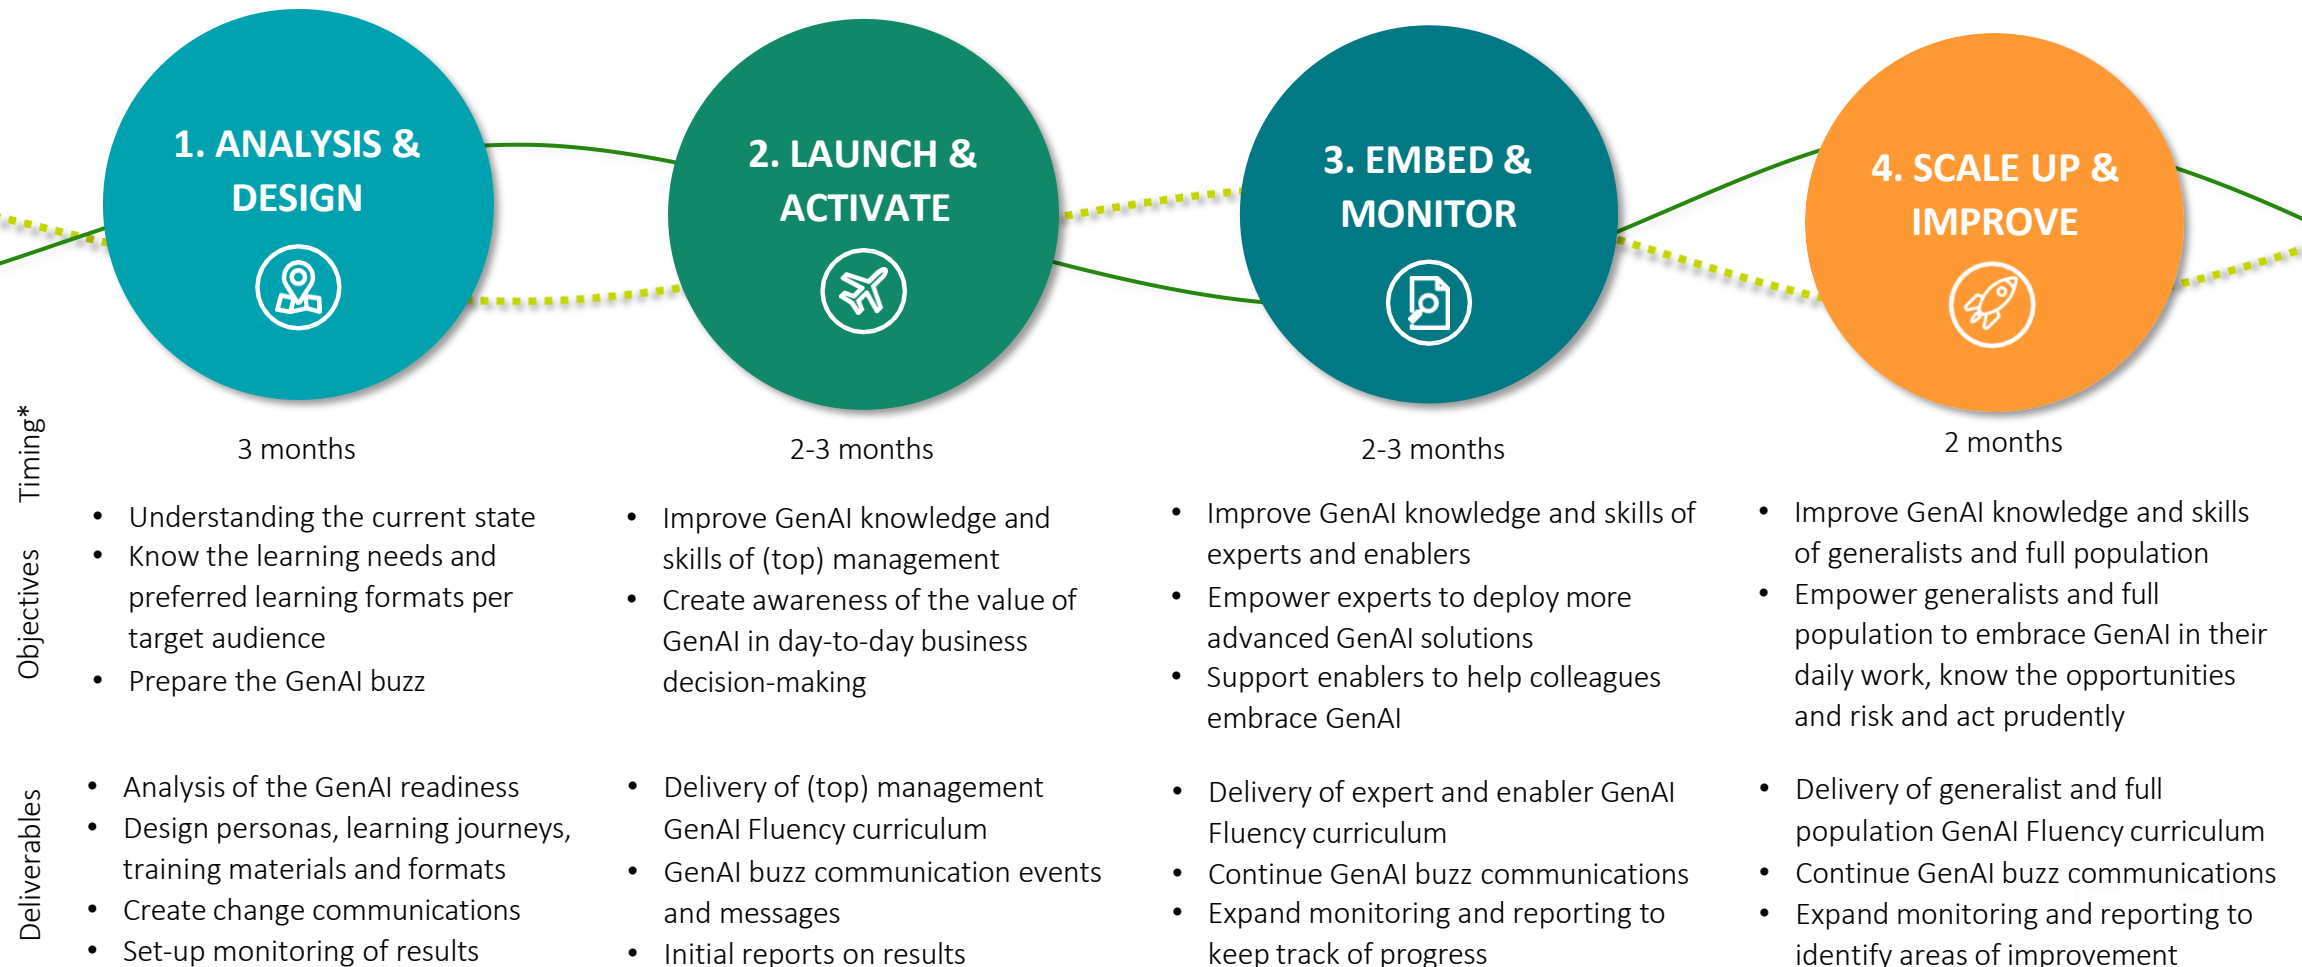 1. ANALYSIS &
DESIGN
2. LAUNCH &
ACTIVATE
3. EMBED &
MONITOR
4. SCALE UP &
IMPROVE
Timing*
3 months
2-3 months
2-3 months
2 months
Objectives
• Understanding the current state
• Know the learning needs and
preferred learning formats per
target audience
• Prepare the GenAI buzz
• Improve GenAI knowledge and
skills of (top) management
• Create awareness of the value of
GenAI in day-to-day business
decision-making
• Improve GenAI knowledge and skills of
experts and enablers
• Empower experts to deploy more
advanced GenAI solutions
• Support enablers to help colleagues
embrace GenAI
• Improve GenAI knowledge and skills
of generalists and full population
• Empower generalists and full
population to embrace GenAI in their
daily work, know the opportunities
and risk and act prudently
Deliverables
• Analysis of the GenAI readiness
• Design personas, learning journeys,
training materials and formats
• Create change communications
• Set-up monitoring of results
• Delivery of (top) management
GenAI Fluency curriculum
• GenAI buzz communication events
and messages
• Initial reports on results
• Delivery of expert and enabler GenAI
Fluency curriculum
• Continue GenAI buzz communications
• Expand monitoring and reporting to
keep track of progress
• Delivery of generalist and full
population GenAI Fluency curriculum
• Continue GenAI buzz communications
• Expand monitoring and reporting to
identify areas of improvement